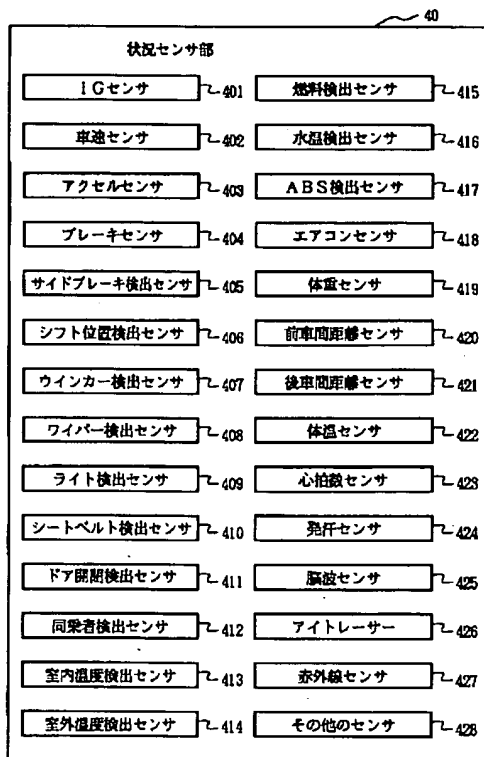 40
状況センサ部
IGセンサ 401
車速センサ 402
アクセルセンサ 403
ブレーキセンサ 404
サイドブレーキ検出センサ 405
シフト位置検出センサ 406
ウインカー検出センサ 407
ワイパー検出センサ 408
ライト検出センサ 409
シートベルト検出センサ 410
ドア開閉検出センサ 411
同乗者検出センサ 412
室内温度検出センサ 413
室外温度検出センサ 414
燃料検出センサ 415
水温検出センサ 416
ABS検出センサ 417
エアコンセンサ 418
体重センサ 419
前車間距離センサ 420
後車間距離センサ 421
体温センサ 422
心拍数センサ 423
発汗センサ 424
脳波センサ 425
アイトレーサー 426
赤外線センサ 427
その他のセンサ 428